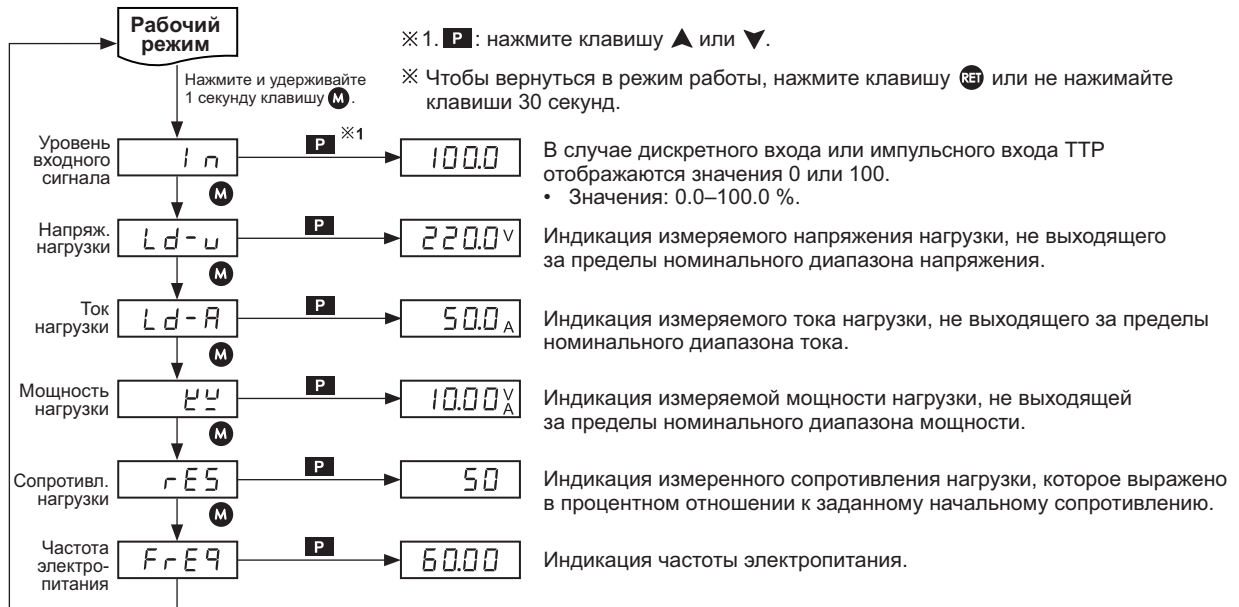 Рабочий
режим
※1. P : нажмите клавишу ▲ или ▼.
Нажмите и удерживайте
1 секунду клавишу M.
※ Чтобы вернуться в режим работы, нажмите клавишу RET или не нажимайте
клавиши 30 секунд.
Уровень
входного
сигнала
In
P ※1
100.0
В случае дискретного входа или импульсного входа ТТР
отображаются значения 0 или 100.
• Значения: 0.0–100.0 %.
M
Напряж.
нагрузки
Ld-u
P
220.0 V
Индикация измеряемого напряжения нагрузки, не выходящего
за пределы номинального диапазона напряжения.
M
Ток
нагрузки
Ld-A
P
50.0 A
Индикация измеряемого тока нагрузки, не выходящего за пределы
номинального диапазона тока.
M
Мощность
нагрузки
P
10.00 V
A
Индикация измеряемой мощности нагрузки, не выходящей
за пределы номинального диапазона мощности.
M
Сопротивл.
нагрузки
rES
P
50
Индикация измеренного сопротивления нагрузки, которое выражено
в процентном отношении к заданному начальному сопротивлению.
M
Частота
электро-
питания
FrEq
P
60.00
Индикация частоты электропитания.